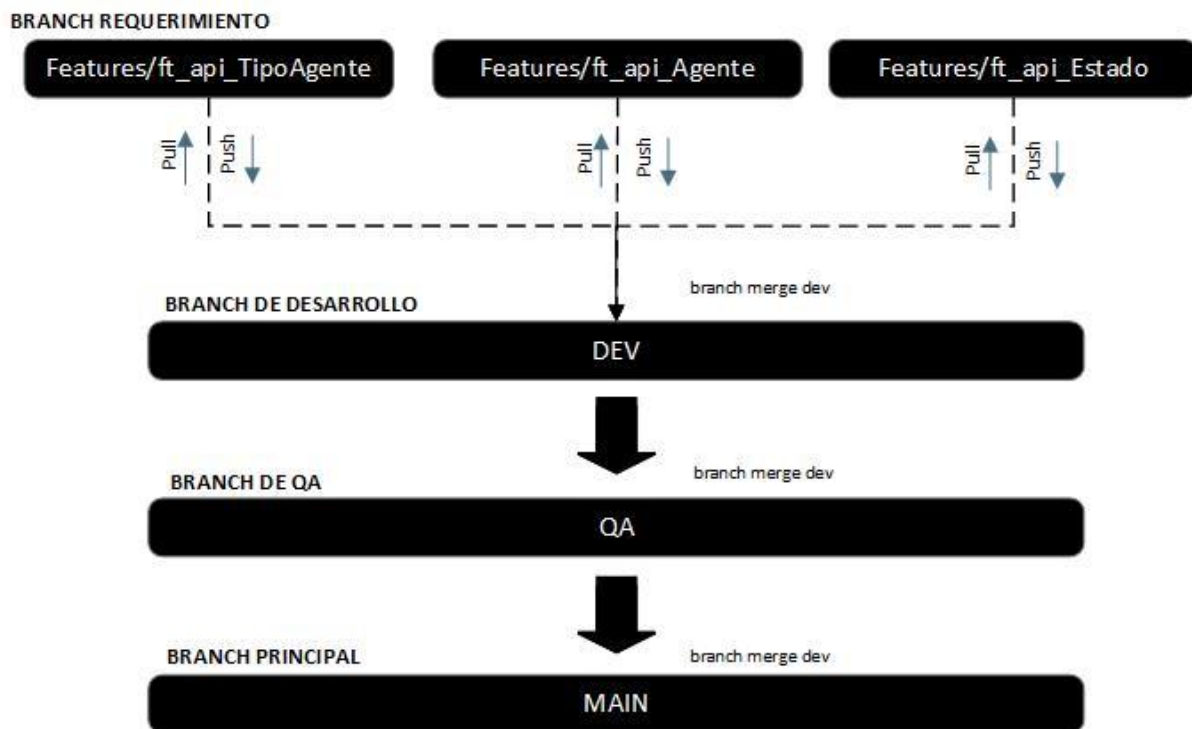 BRANCH REQUERIMIENTO
Features/ft_api_TipoAgente
Features/ft_api_Agente
Features/ft_api_Estado
Pull
Push
Pull
Push
Pull
Push
branch merge dev
BRANCH DE DESARROLLO
DEV
branch merge dev
BRANCH DE QA
QA
branch merge dev
BRANCH PRINCIPAL
MAIN